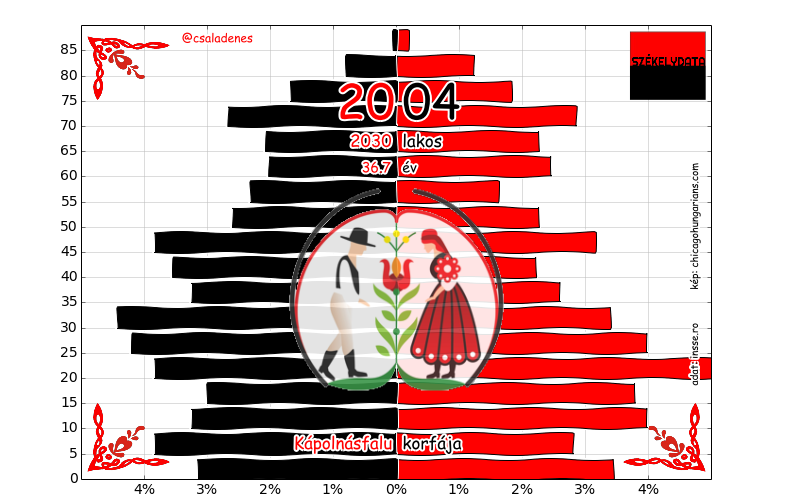 @csaladenes
SZÉKELYDATA
2004
2030 lakos
36.7 év
kép: chicagohungarians.com
adat: insse.ro
Kápolnásfalu korfája
85
80
75
70
65
60
55
50
45
40
35
30
25
20
15
10
5
0
4% 3% 2% 1% 0% 1% 2% 3% 4%